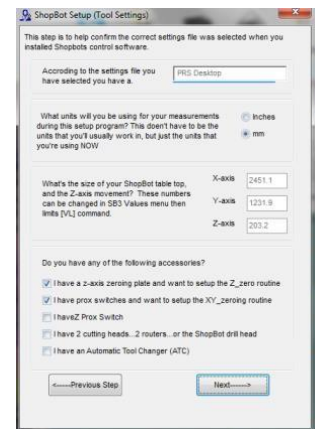 ShopBot Setup (Tool Settings)
This step is to help confirm the correct settings file was selected when you
installed Shopbots control software.
Accroding to the settings file you
have selected you have a.
PRS Desktop
What units will you be using for your measurements
during this setup program? This doen't have to be the
units that you'll usually work in, but just the units that
you're using NOW
Inches
mm
What's the size of your ShopBot table top,
and the Z-axis movement? These numbers
can be changed in SB3 Values menu then
limits [VL] command.
X-axis 2451.1
Y-axis 1231.9
Z-axis 203.2
Do you have any of the following accessories?
I have a z-axis zeroing plate and want to setup the Z_zero routine
I have prox switches and want to setup the XY_zeroing routine
I haveZ Prox Switch
I have 2 cutting heads...2 routers...or the ShopBot drill head
I have an Automatic Tool Changer (ATC)
<-----Previous Step
Next----->